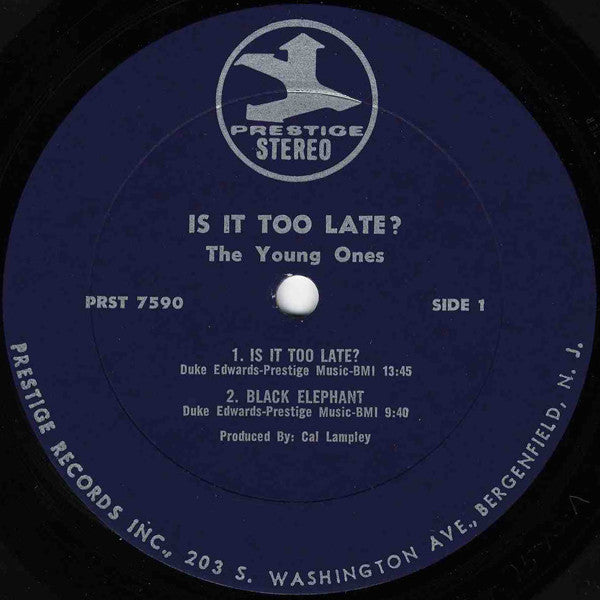 PRESTIGE
STEREO
IS IT TOO LATE?
The Young Ones
PRST 7590
SIDE 1
1. IS IT TOO LATE?
Duke Edwards-Prestige Music-BMI 13:45
2. BLACK ELEPHANT
Duke Edwards-Prestige Music-BMI 9:40
Produced By: Cal Lampley
PRESTIGE RECORDS INC., 203 S. WASHINGTON AVE., BERGENFIELD, N. J.